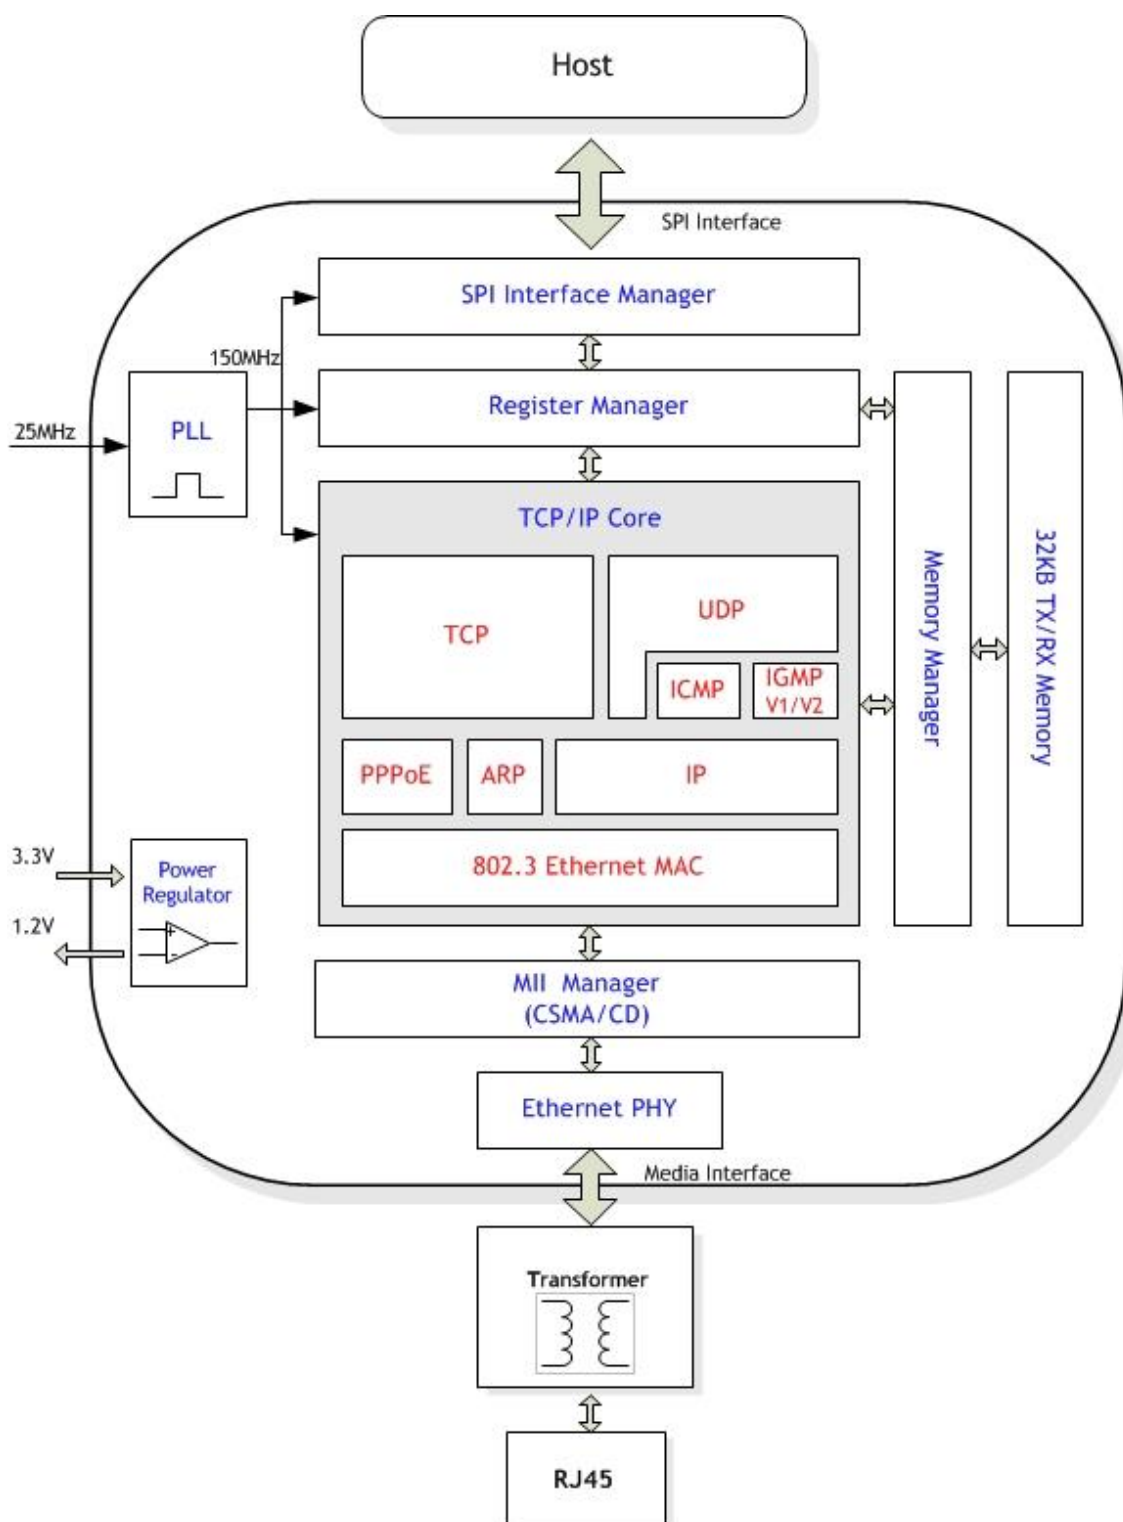 Host
SPI Interface
SPI Interface Manager
150MHz
Register Manager
25MHz
PLL
TCP/IP Core
TCP
UDP
ICMP
IGMP
V1/V2
PPPoE
ARP
IP
802.3 Ethernet MAC
Memory Manager
32KB TX/RX Memory
3.3V
1.2V
Power
Regulator
+
-
MII Manager
(CSMA/CD)
Ethernet PHY
Media Interface
Transformer
RJ45